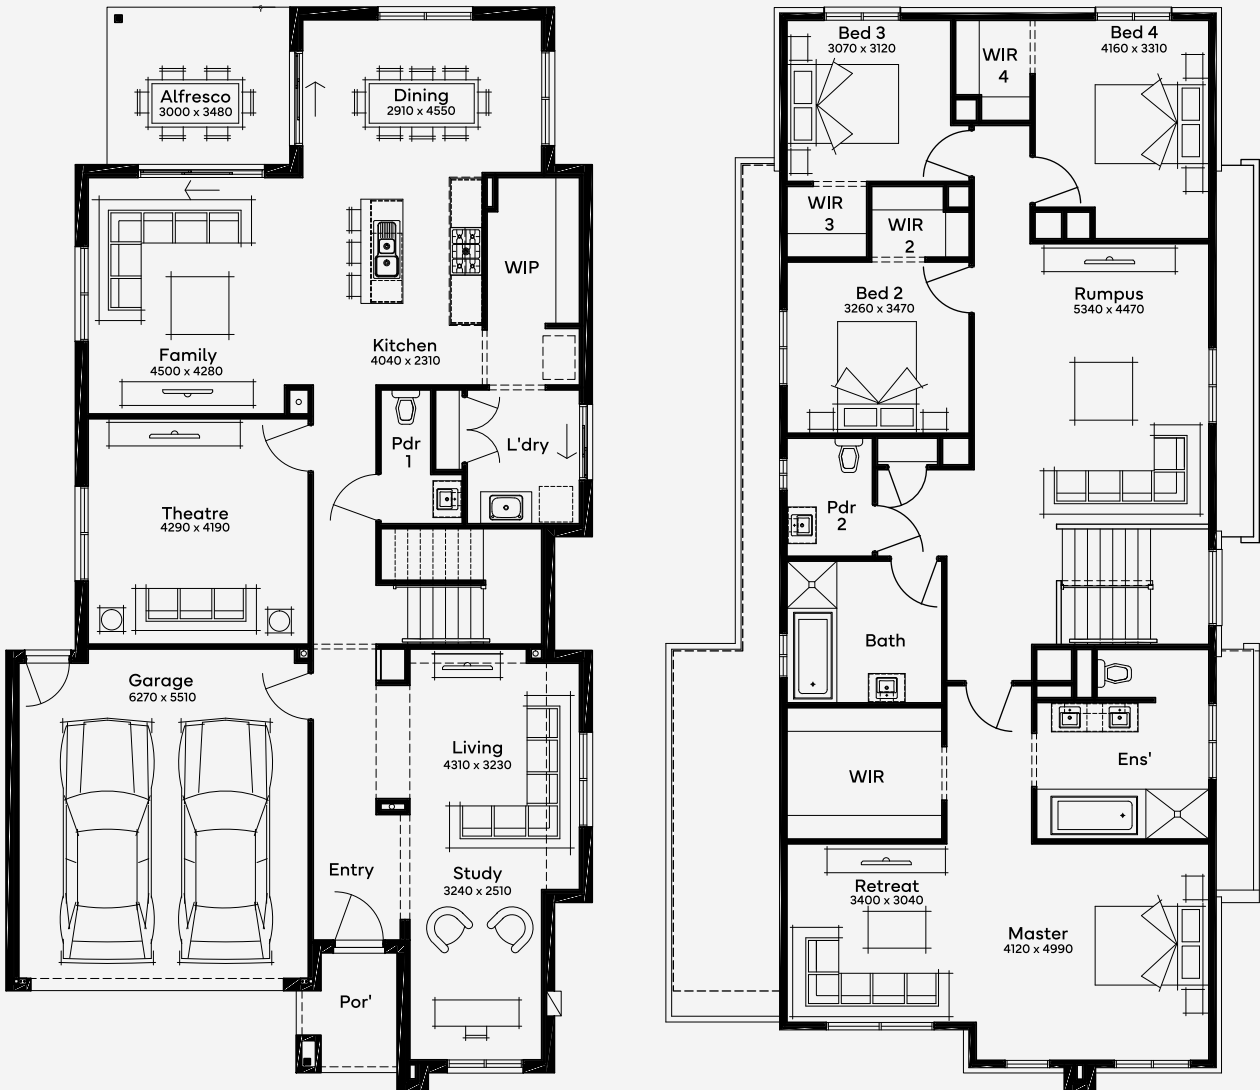 Alfresco
3000 x 3480
Dining
2910 x 4550
WIP
Family
4500 x 4280
Kitchen
4040 x 2310
Pdr
1
L'dry
Theatre
4290 x 4190
Garage
6270 x 5510
Living
4310 x 3230
Entry
Study
3240 x 2510
Por'
Bed 3
3070 x 3120
WIR
4
Bed 4
4160 x 3310
WIR
3
WIR
2
Bed 2
3260 x 3470
Rumpus
5340 x 4470
Pdr
2
Bath
WIR
Ens'
Retreat
3400 x 3040
Master
4120 x 4990